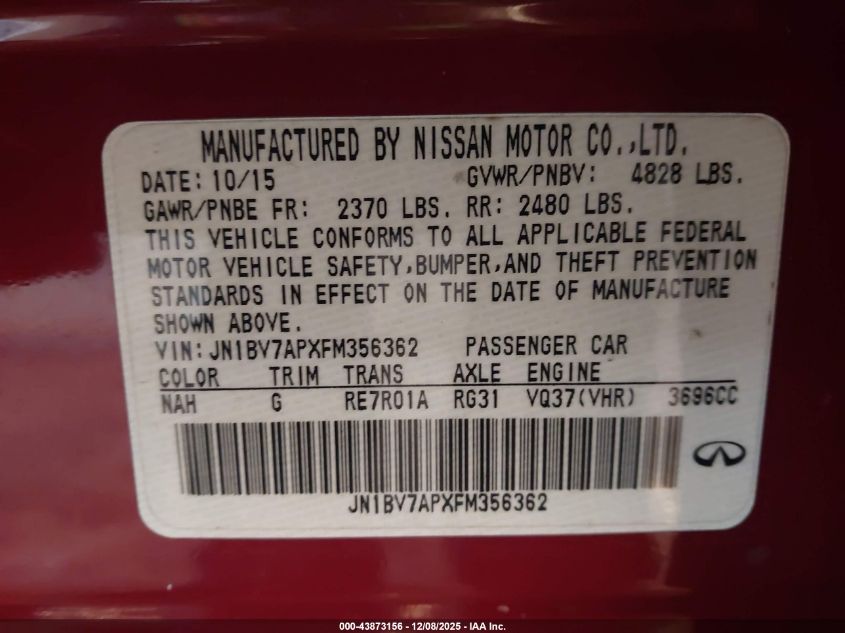 MANUFACTURED BY NISSAN MOTOR CO.,LTD.
DATE: 10/15 GVWR/PNBV: 4828 LBS.
GAWR/PNBE FR: 2370 LBS. RR: 2480 LBS.
THIS VEHICLE CONFORMS TO ALL APPLICABLE FEDERAL
MOTOR VEHICLE SAFETY,BUMPER,AND THEFT PREVENTION
STANDARDS IN EFFECT ON THE DATE OF MANUFACTURE
SHOWN ABOVE.
VIN: JN1BV7APXFM356362 PASSENGER CAR
COLOR TRIM TRANS AXLE ENGINE
NAH G RE7R01A RG31 VQ37(VHR) 3696CC
JN1BV7APXFM356362
000-43873156 - 12/08/2025 - IAA Inc.